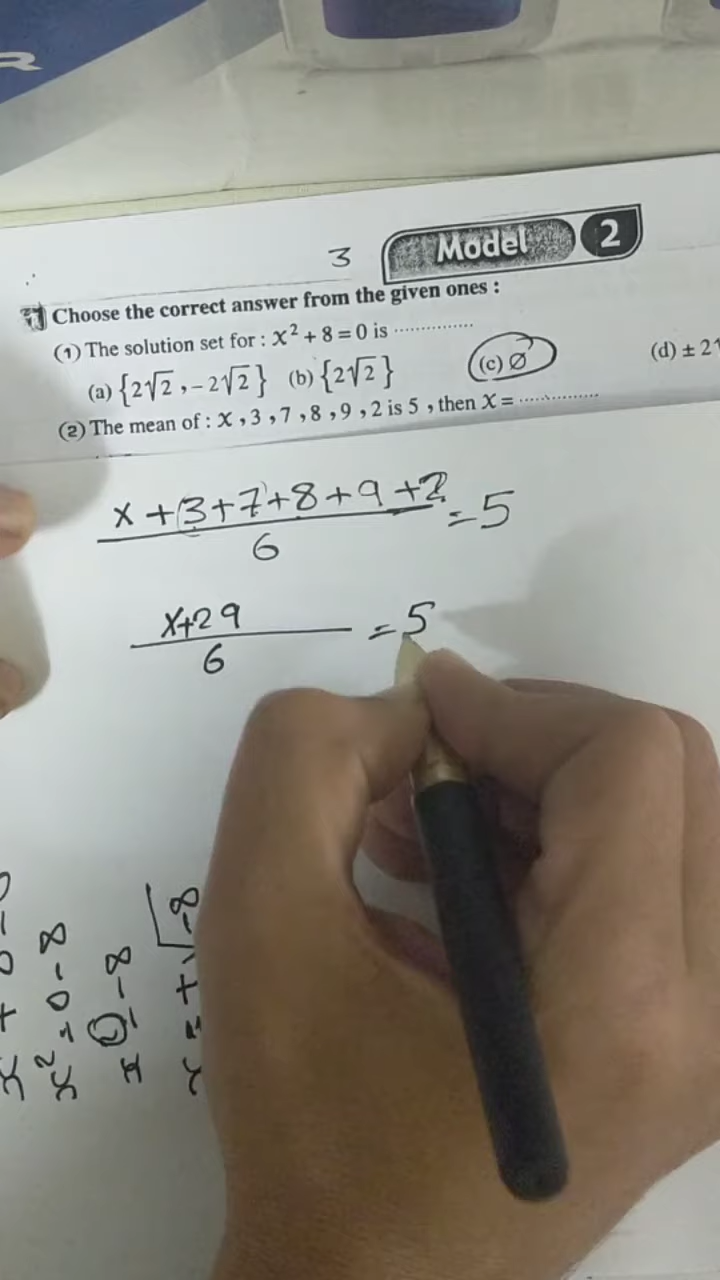 R
3 Model 2
1 Choose the correct answer from the given ones :
(1) The solution set for : x² + 8 = 0 is ...............
(a) {2√2 , -2√2} (b) {2√2} (c) ∅ (d) ± 2
(2) The mean of : x , 3 , 7 , 8 , 9 , 2 is 5 , then x = ...............
x + 3 + 7 + 8 + 9 + 2 = 5
6
x + 29 = 5
6
x² = 0 - 8
- 8
x = ± √-8